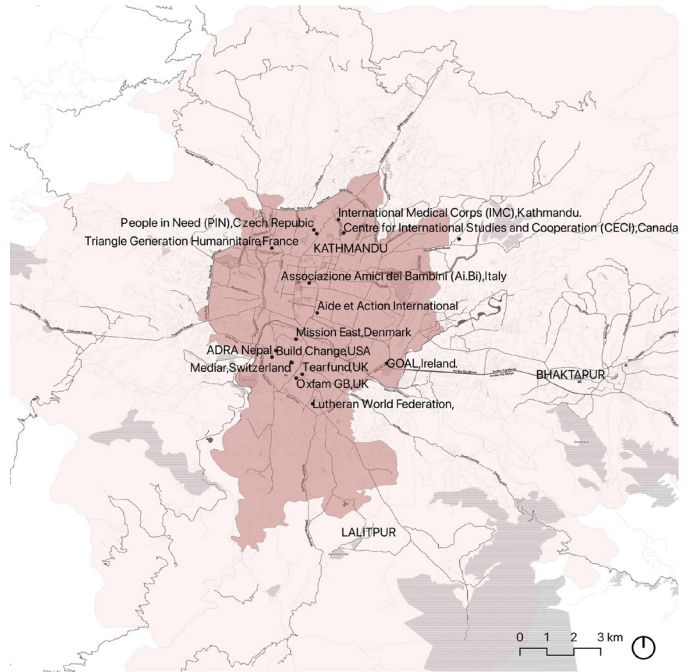 International Medical Corps (IMC),Kathmandu.
People in Need (PIN),Czech Repubic
Centre for International Studies and Cooperation (CECI),Canada
Triangle Generation Humannitaire,France
KATHMANDU
Associazione Amici dei Bambini (Ai.Bi),Italy
Aide et Action International
Mission East,Denmark
ADRA Nepal
Build Change,USA
Mediar,Switzerland
Tearfund,UK
GOAL,Ireland.
BHAKTAPUR
Oxfam GB,UK
Lutheran World Federation,
LALITPUR
0 1 2 3 km